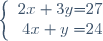 2x + 3y=27
4x + y =24